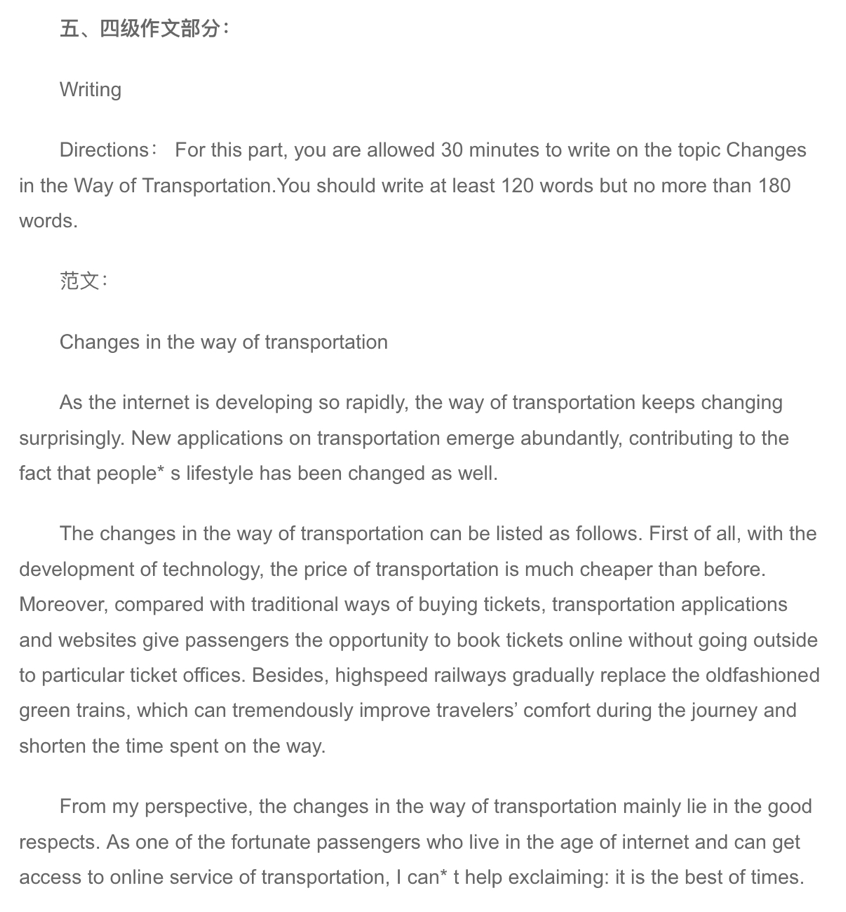 五、四级作文部分：
Writing
Directions： For this part, you are allowed 30 minutes to write on the topic Changes
in the Way of Transportation.You should write at least 120 words but no more than 180
words.
范文：
Changes in the way of transportation
As the internet is developing so rapidly, the way of transportation keeps changing
surprisingly. New applications on transportation emerge abundantly, contributing to the
fact that people* s lifestyle has been changed as well.
The changes in the way of transportation can be listed as follows. First of all, with the
development of technology, the price of transportation is much cheaper than before.
Moreover, compared with traditional ways of buying tickets, transportation applications
and websites give passengers the opportunity to book tickets online without going outside
to particular ticket offices. Besides, highspeed railways gradually replace the oldfashioned
green trains, which can tremendously improve travelers’ comfort during the journey and
shorten the time spent on the way.
From my perspective, the changes in the way of transportation mainly lie in the good
respects. As one of the fortunate passengers who live in the age of internet and can get
access to online service of transportation, I can* t help exclaiming: it is the best of times.